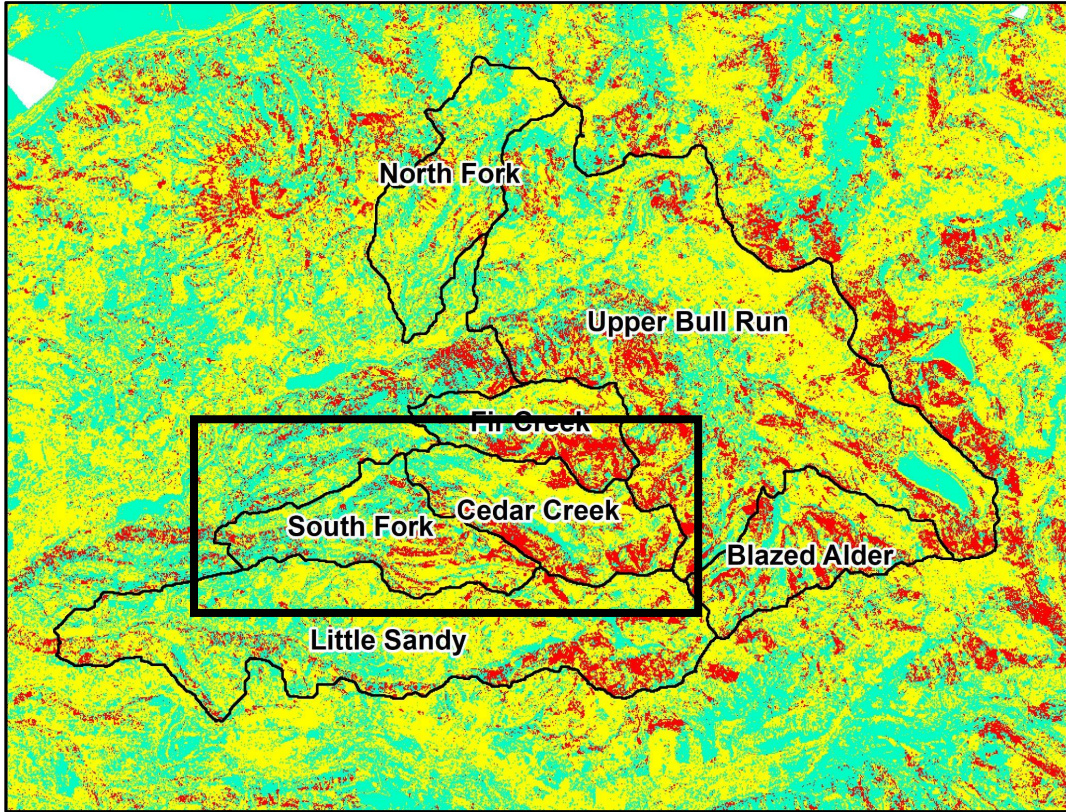 North Fork
Upper Bull Run
Fir Creek
Cedar Creek
South Fork
Blazed Alder
Little Sandy